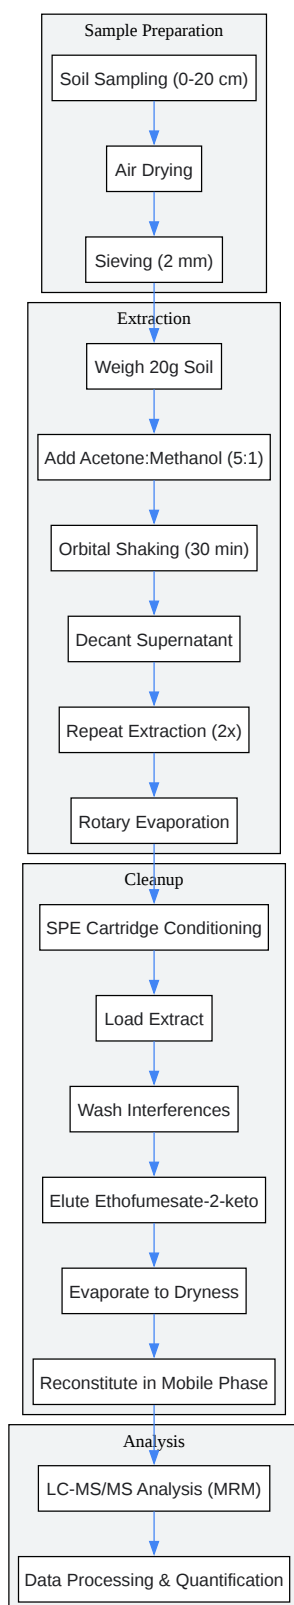 Sample Preparation
Soil Sampling (0-20 cm)
Air Drying
Sieving (2 mm)
Extraction
Weigh 20g Soil
Add Acetone:Methanol (5:1)
Orbital Shaking (30 min)
Decant Supernatant
Repeat Extraction (2x)
Rotary Evaporation
Cleanup
SPE Cartridge Conditioning
Load Extract
Wash Interferences
Elute Ethofumesate-2-keto
Evaporate to Dryness
Reconstitute in Mobile Phase
Analysis
LC-MS/MS Analysis (MRM)
Data Processing & Quantification